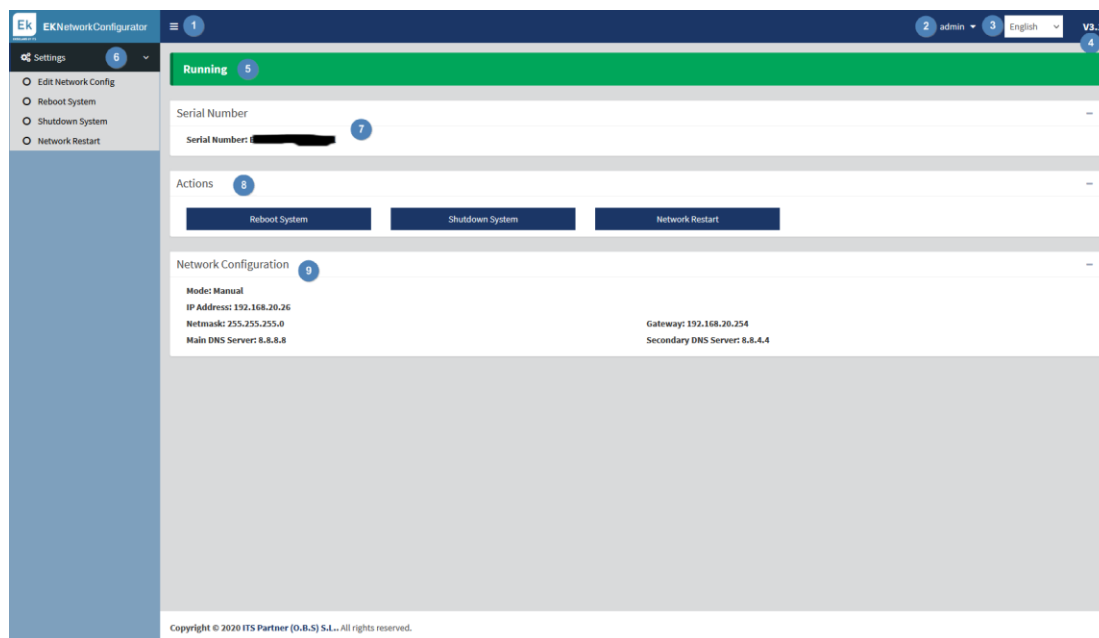 Ek EKNetworkConfigurator 1 2 admin 3 English V3.
4
Settings 6
Edit Network Config
Reboot System
Shutdown System
Network Restart
Running 5
Serial Number
7
Serial Number:
Actions 8
Reboot System Shutdown System Network Restart
Network Configuration 9
Mode: Manual
IP Address: 192.168.20.26
Netmask: 255.255.255.0 Gateway: 192.168.20.254
Main DNS Server: 8.8.8.8 Secondary DNS Server: 8.8.4.4
Copyright © 2020 ITS Partner (O.B.S) S.L.. All rights reserved.